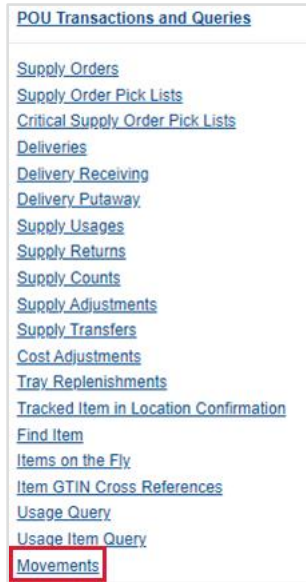 POU Transactions and Queries
Supply Orders
Supply Order Pick Lists
Critical Supply Order Pick Lists
Deliveries
Delivery Receiving
Delivery Putaway
Supply Usages
Supply Returns
Supply Counts
Supply Adjustments
Supply Transfers
Cost Adjustments
Tray Replenishments
Tracked Item in Location Confirmation
Find Item
Items on the Fly
Item GTIN Cross References
Usage Query
Usage Item Query
Movements